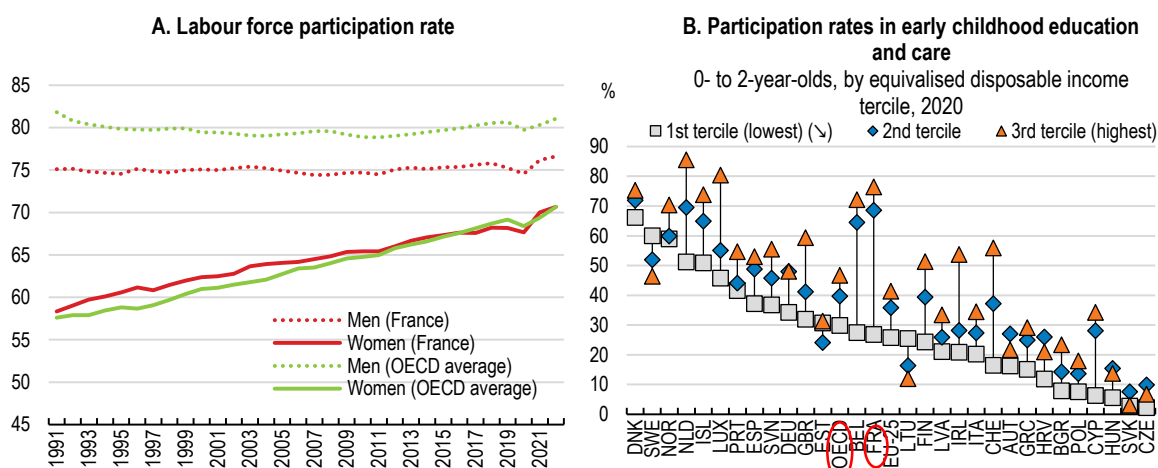 A. Labour force participation rate
85
80
75
70
65
60
55
50
45
Men (France)
Women (France)
Men (OECD average)
Women (OECD average)
1991
1993
1995
1997
1999
2001
2003
2005
2007
2009
2011
2013
2015
2017
2019
2021
B. Participation rates in early childhood education
and care
0- to 2-year-olds, by equivalised disposable income
tercile, 2020
%
1st tercile (lowest) (↘)
2nd tercile
3rd tercile (highest)
90
80
70
60
50
40
30
20
10
0
DNK
SWE
NOR
NLD
ISL
LUX
PRT
ESP
SVN
DEU
GBR
EST
OECD
BEL
FRA
EU27
LTU
FIN
LVA
IRL
ITA
CHE
AUT
GRC
HRV
BGR
POL
CYP
HUN
SVK
CZE